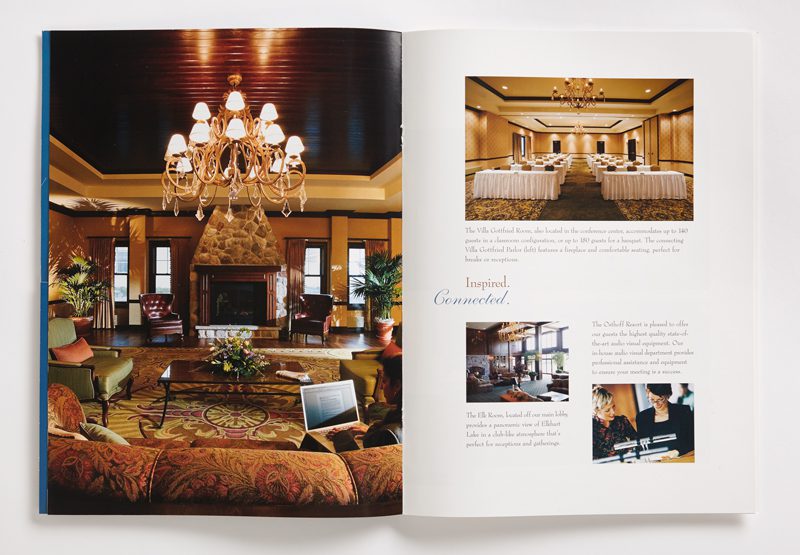 The Villa Gottfried Room, also located in the conference center, accommodates up to 140
guests in a classroom configuration, or up to 180 guests for a banquet. The connecting
Villa Gottfried Parlor (left) features a fireplace and comfortable seating, perfect for
breaks or receptions.
Inspired.
Connected.
The Osthoff Resort is pleased to offer
our guests the highest quality state-of-
the-art audio visual equipment. Our
in-house audio visual department provides
professional assistance and equipment
to ensure your meeting is a success.
The Elk Room, located off our main lobby,
provides a panoramic view of Elkhart
Lake in a club-like atmosphere that's
perfect for receptions and gatherings.